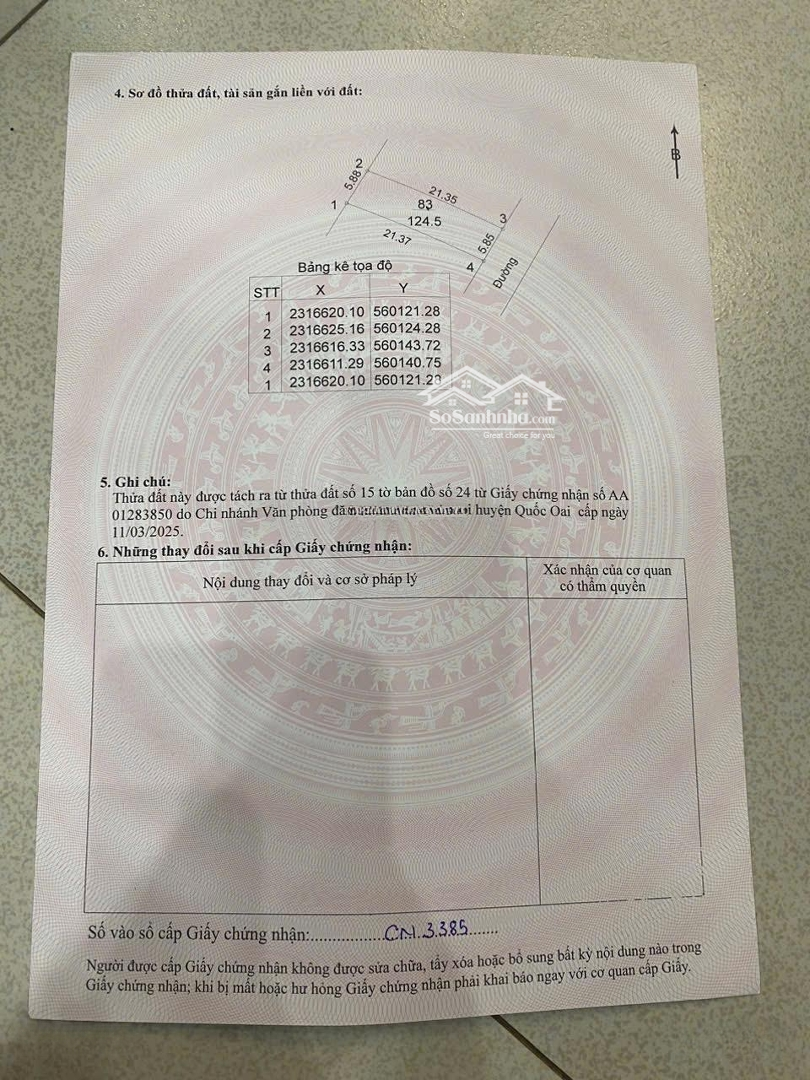 4. Sơ đồ thửa đất, tài sản gắn liền với đất:
B
2
5.88
21.35
1
83
124.5
3
21.37
5.85
4
Đường
Bảng kê tọa độ
STT X Y
1 2316620.10 560121.28
2 2316625.16 560124.28
3 2316616.33 560143.72
4 2316611.29 560140.75
1 2316620.10 560121.28
SoSanhnha.com
Great choice for you
5. Ghi chú:
Thửa đất này được tách ra từ thửa đất số 15 tờ bản đồ số 24 từ Giấy chứng nhận số AA
01283850 do Chi nhánh Văn phòng huyện Quốc Oai cấp ngày
11/03/2025.
6. Những thay đổi sau khi cấp Giấy chứng nhận:
Nội dung thay đổi và cơ sở pháp lý
Xác nhận của cơ quan
có thẩm quyền
Số vào sổ cấp Giấy chứng nhận:.................CN.3.385.......
Người được cấp Giấy chứng nhận không được sửa chữa, tẩy xóa hoặc bổ sung bất kỳ nội dung nào trong
Giấy chứng nhận; khi bị mất hoặc hư hỏng Giấy chứng nhận phải khai báo ngay với cơ quan cấp Giấy.